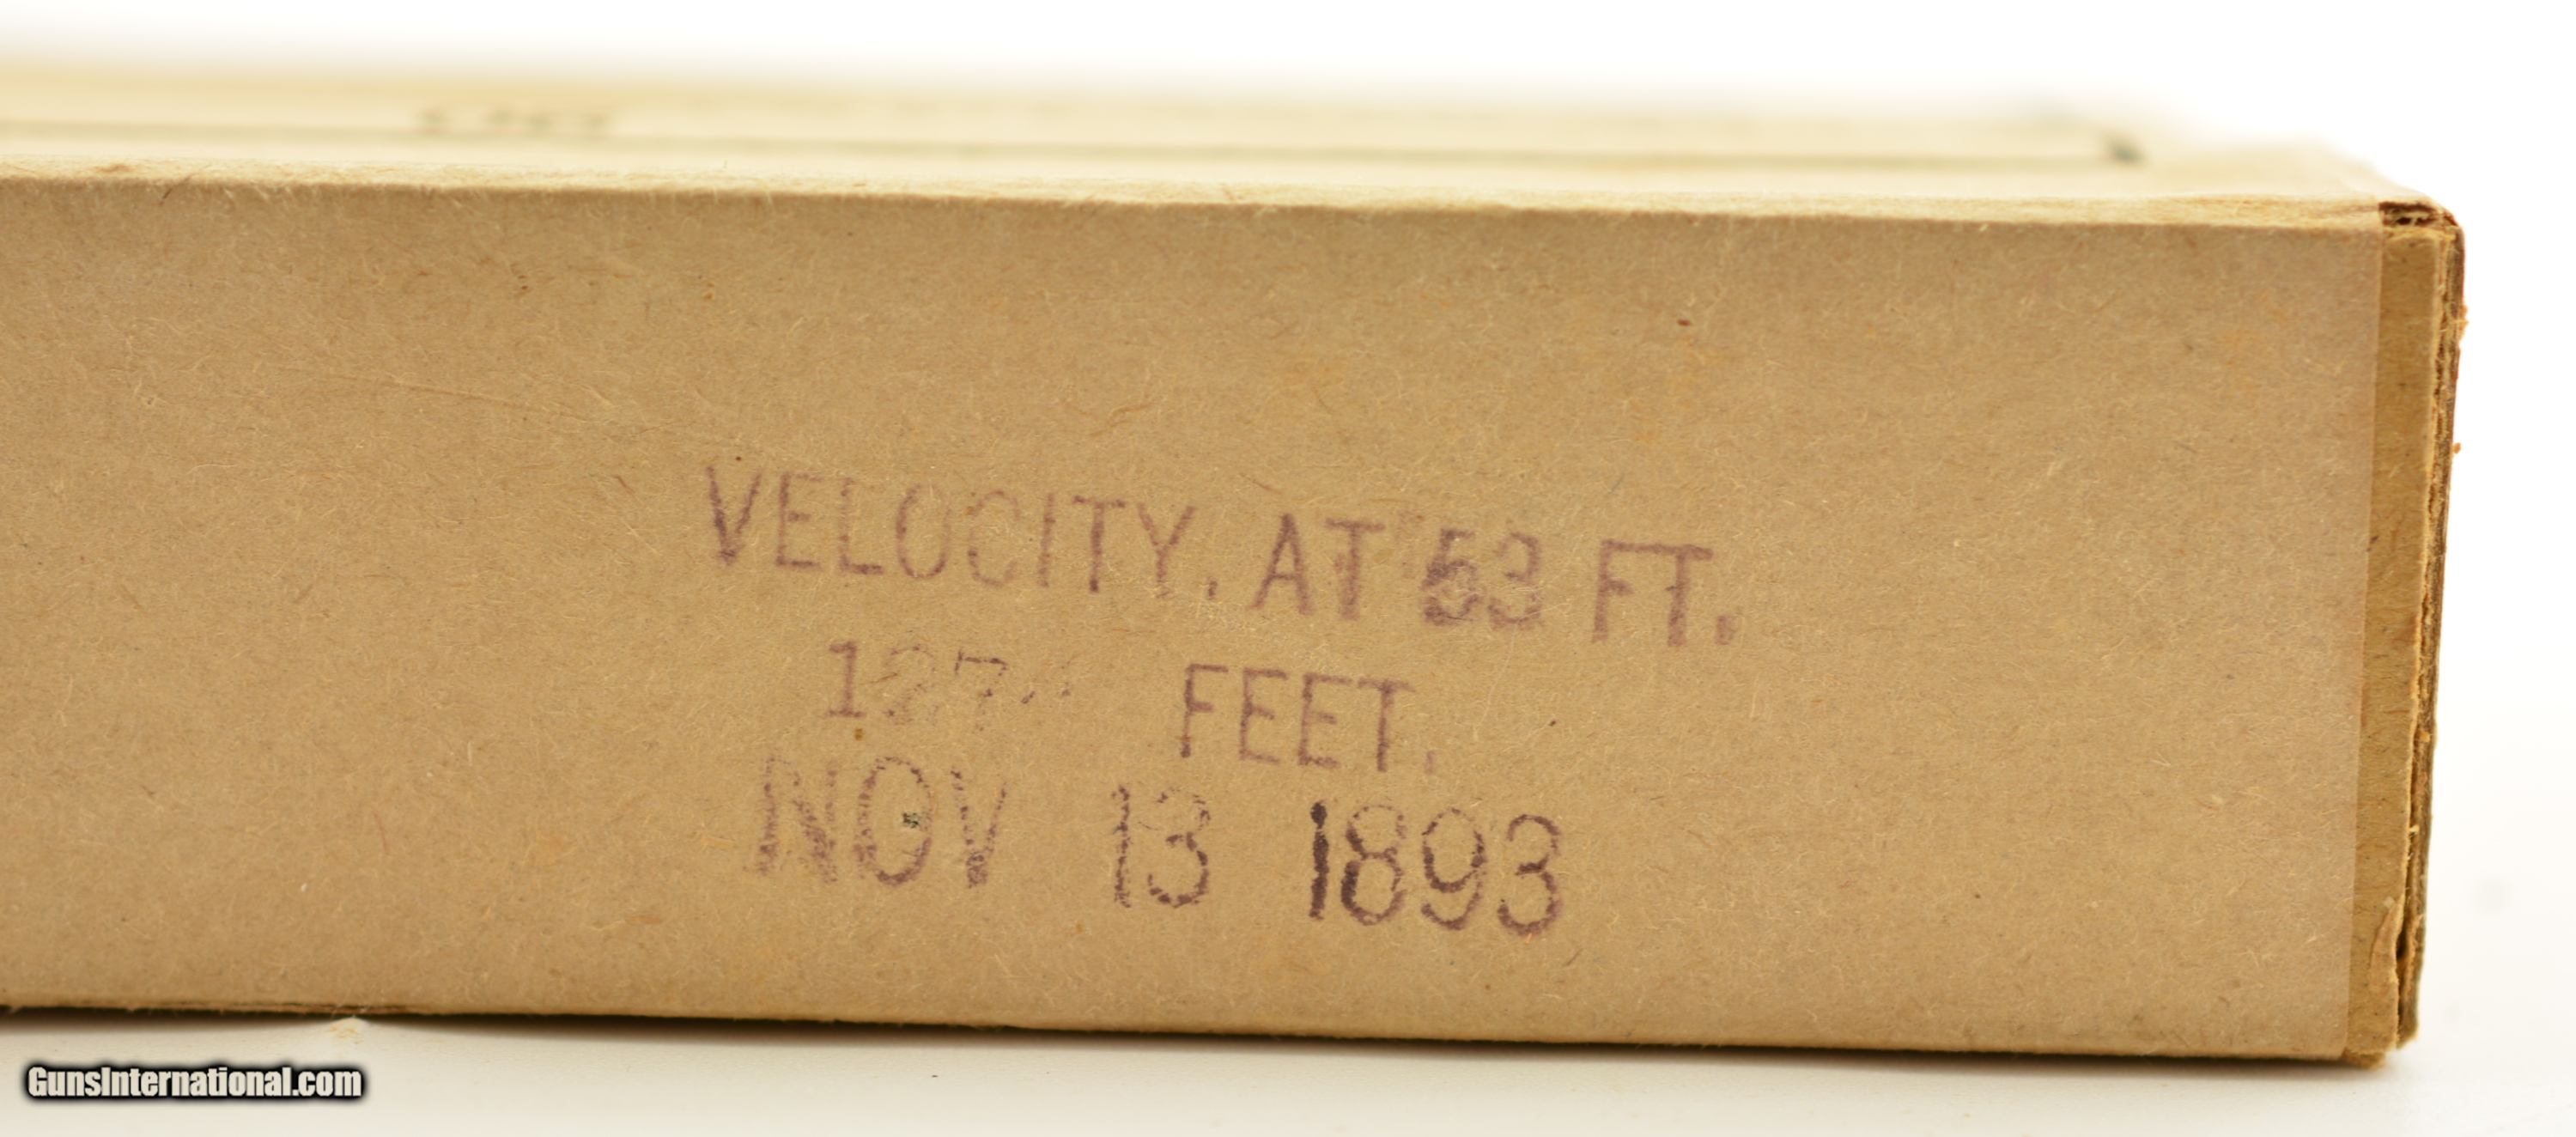 VELOCITY. AT 53 FT.
FEET.
NOV 13 1893
GunsInternational.com